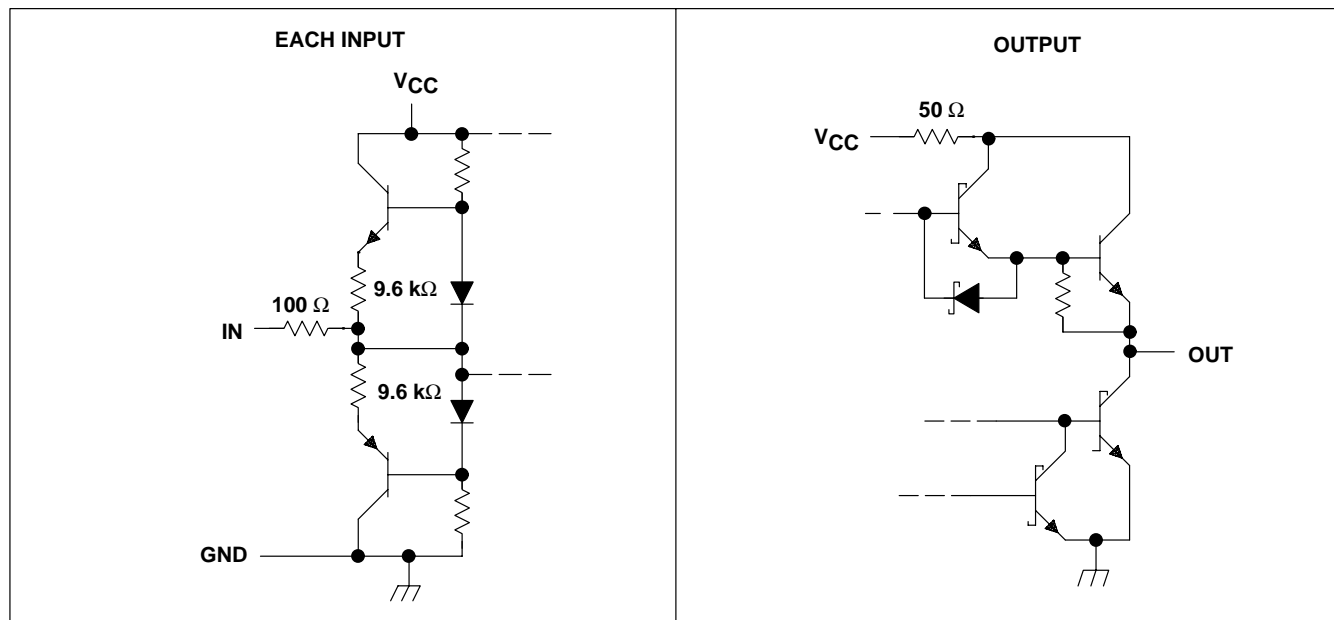 EACH INPUT
VCC
9.6 kΩ
100 Ω
IN
9.6 kΩ
GND
OUTPUT
50 Ω
VCC
OUT